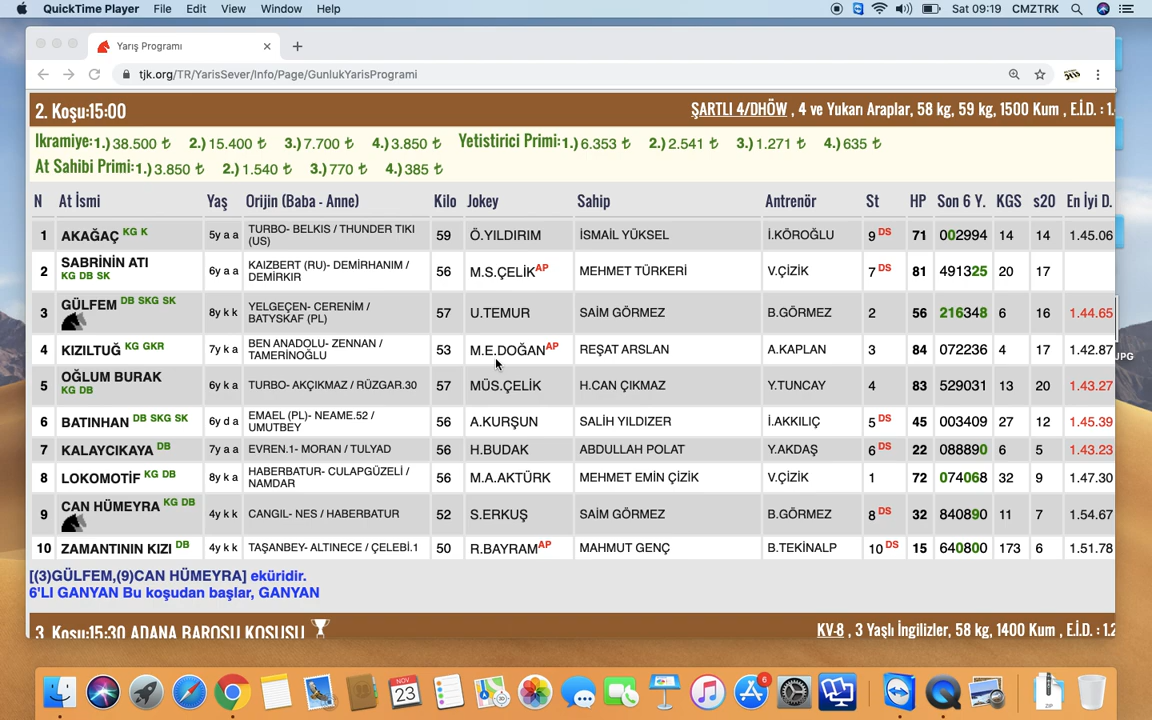 QuickTime Player File Edit View Window Help Sat 09:19 CMZTRK
Yarış Programı
tjk.org/TR/YarisSever/Info/Page/GunlukYarisProgrami
2. Koşu:15:00 ŞARTLI 4/DHÖW , 4 ve Yukarı Araplar, 58 kg, 59 kg, 1500 Kum , E.İ.D. : 1.
Ikramiye:1.) 38.500 ₺ 2.) 15.400 ₺ 3.) 7.700 ₺ 4.) 3.850 ₺ Yetistirici Primi:1.) 6.353 ₺ 2.) 2.541 ₺ 3.) 1.271 ₺ 4.) 635 ₺
At Sahibi Primi:1.) 3.850 ₺ 2.) 1.540 ₺ 3.) 770 ₺ 4.) 385 ₺
N At İsmi Yaş Orijin (Baba - Anne) Kilo Jokey Sahip Antrenör St HP Son 6 Y. KGS s20 En İyi D.
1 AKAĞAÇ KG K 5y a a TURBO- BELKIS / THUNDER TIKI (US) 59 Ö.YILDIRIM İSMAİL YÜKSEL İ.KÖROĞLU 9 DS 71 002994 14 14 1.45.06
2 SABRİNİN ATI KG DB SK 6y a a KAIZBERT (RU)- DEMİRHANIM / DEMİRKIR 56 M.S.ÇELİK AP MEHMET TÜRKERİ V.ÇİZİK 7 DS 81 491325 20 17
3 GÜLFEM DB SKG SK 8y k k YELGEÇEN- CERENİM / BATYSKAF (PL) 57 U.TEMUR SAİM GÖRMEZ B.GÖRMEZ 2 56 216348 6 16 1.44.65
4 KIZILTUĞ KG GKR 7y k a BEN ANADOLU- ZENNAN / TAMERİNOĞLU 53 M.E.DOĞAN AP REŞAT ARSLAN A.KAPLAN 3 84 072236 4 17 1.42.87
5 OĞLUM BURAK KG DB 6y k a TURBO- AKÇIKMAZ / RÜZGAR.30 57 MÜS.ÇELİK H.CAN ÇIKMAZ Y.TUNCAY 4 83 529031 13 20 1.43.27
6 BATINHAN DB SKG SK 6y d a EMAEL (PL)- NEAME.52 / UMUTBEY 56 A.KURŞUN SALİH YILDIZER İ.AKKILIÇ 5 DS 45 003409 27 12 1.45.39
7 KALAYCIKAYA DB 7y a a EVREN.1- MORAN / TULYAD 56 H.BUDAK ABDULLAH POLAT Y.AKDAŞ 6 DS 22 088890 6 5 1.43.23
8 LOKOMOTİF KG DB 8y k a HABERBATUR- CULAPGÜZELİ / NAMDAR 56 M.A.AKTÜRK MEHMET EMİN ÇİZİK V.ÇİZİK 1 72 074068 32 9 1.47.30
9 CAN HÜMEYRA KG DB 4y k k CANGIL- NES / HABERBATUR 52 S.ERKUŞ SAİM GÖRMEZ B.GÖRMEZ 8 DS 32 840890 11 7 1.54.67
10 ZAMANTININ KIZI DB 4y k k TAŞANBEY- ALTINECE / ÇELEBİ.1 50 R.BAYRAM AP MAHMUT GENÇ B.TEKİNALP 10 DS 15 640800 173 6 1.51.78
[(3)GÜLFEM,(9)CAN HÜMEYRA] eküridir.
6'LI GANYAN Bu koşudan başlar, GANYAN
3. Koşu:15:30 ADANA BAROSU KOŞUSU KV-8 , 3 Yaşlı İngilizler, 58 kg, 1400 Kum , E.İ.D. : 1.2
JPG
NOV
23
6
ZIP